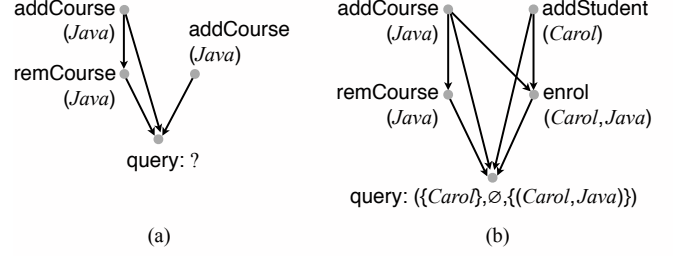 addCourse
(Java)
addCourse
(Java)
remCourse
(Java)
query: ?
(a)
addCourse
(Java)
addStudent
(Carol)
remCourse
(Java)
enrol
(Carol,Java)
query: ({Carol},∅,{(Carol,Java)})
(b)